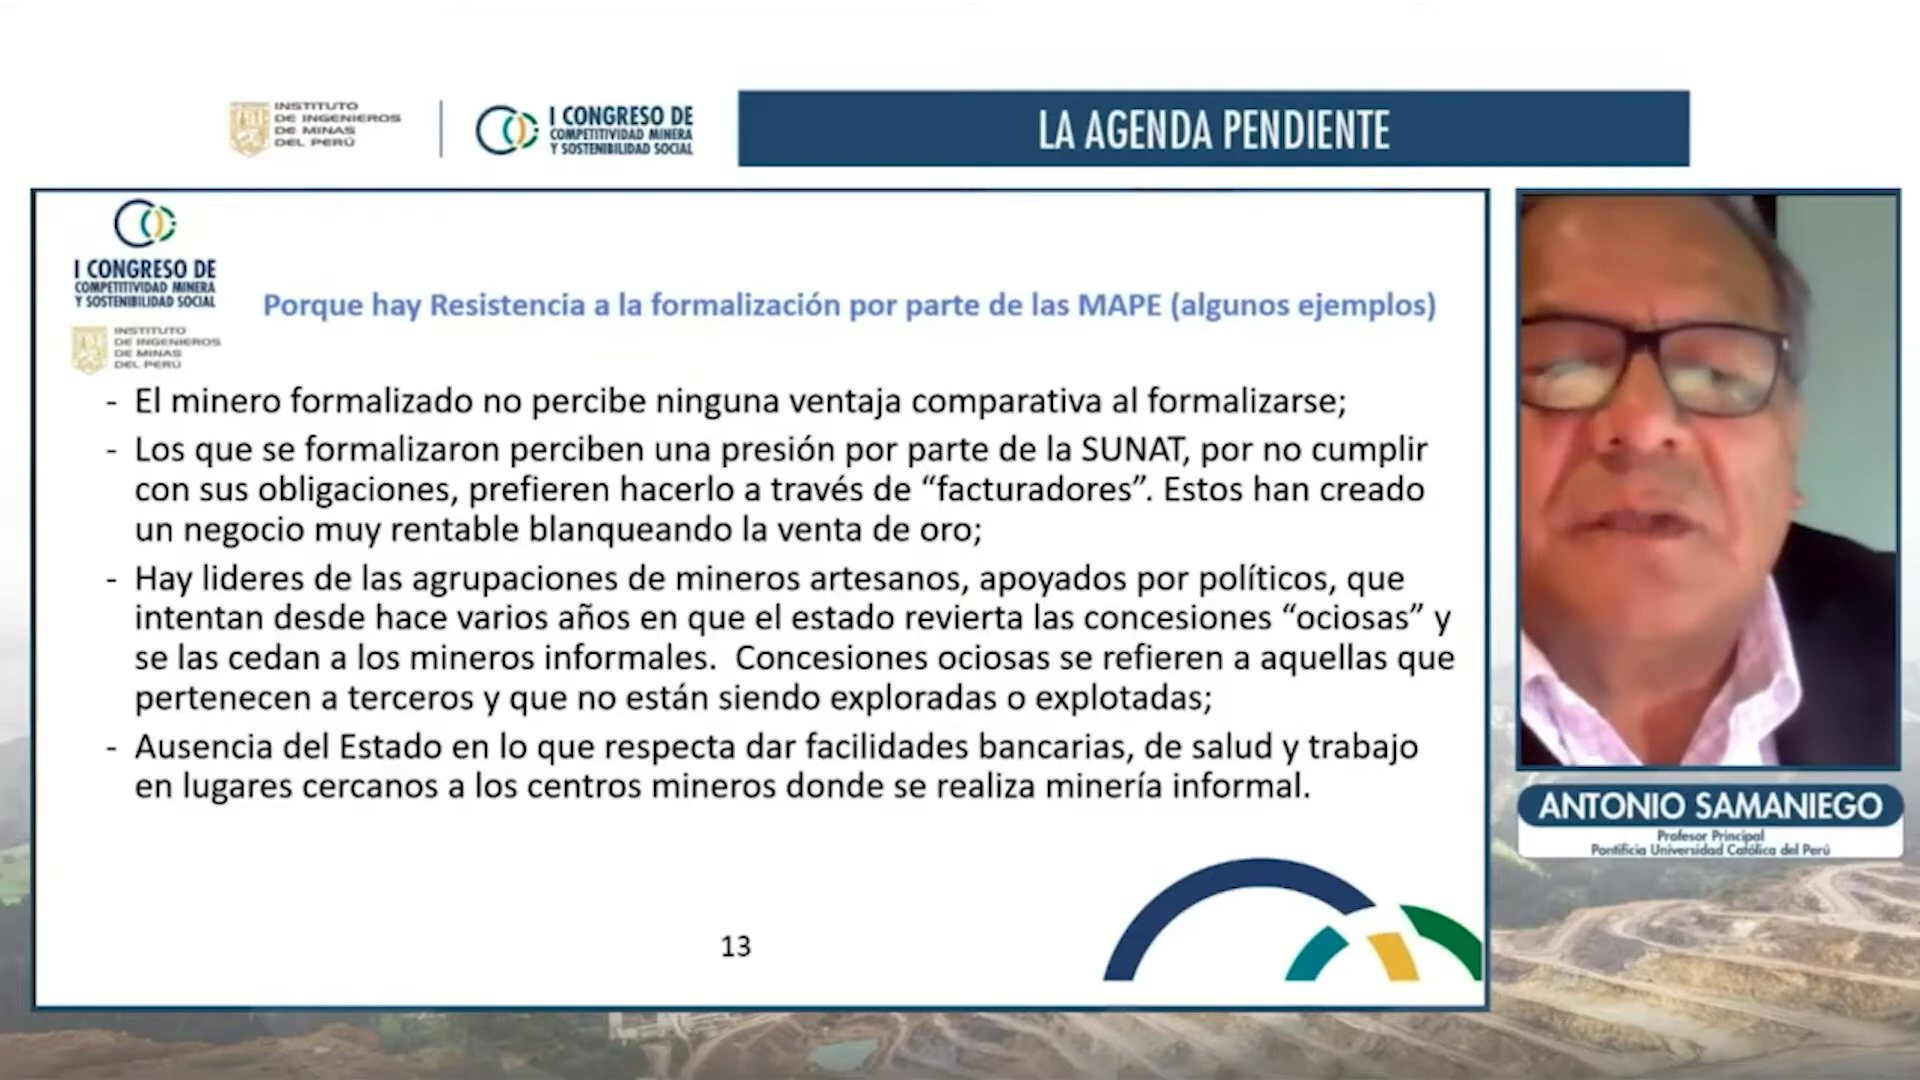 INSTITUTO
DE INGENIEROS
DE MINAS
DEL PERÚ
I CONGRESO DE
COMPETITIVIDAD MINERA
Y SOSTENIBILIDAD SOCIAL
LA AGENDA PENDIENTE
I CONGRESO DE
COMPETITIVIDAD MINERA
Y SOSTENIBILIDAD SOCIAL
INSTITUTO
DE INGENIEROS
DE MINAS
DEL PERÚ
Porque hay Resistencia a la formalización por parte de las MAPE (algunos ejemplos)
- El minero formalizado no percibe ninguna ventaja comparativa al formalizarse;
- Los que se formalizaron perciben una presión por parte de la SUNAT, por no cumplir
con sus obligaciones, prefieren hacerlo a través de “facturadores”. Estos han creado
un negocio muy rentable blanqueando la venta de oro;
- Hay lideres de las agrupaciones de mineros artesanos, apoyados por políticos, que
intentan desde hace varios años en que el estado revierta las concesiones “ociosas” y
se las cedan a los mineros informales. Concesiones ociosas se refieren a aquellas que
pertenecen a terceros y que no están siendo exploradas o explotadas;
- Ausencia del Estado en lo que respecta dar facilidades bancarias, de salud y trabajo
en lugares cercanos a los centros mineros donde se realiza minería informal.
13
ANTONIO SAMANIEGO
Profesor Principal
Pontificia Universidad Católica del Perú